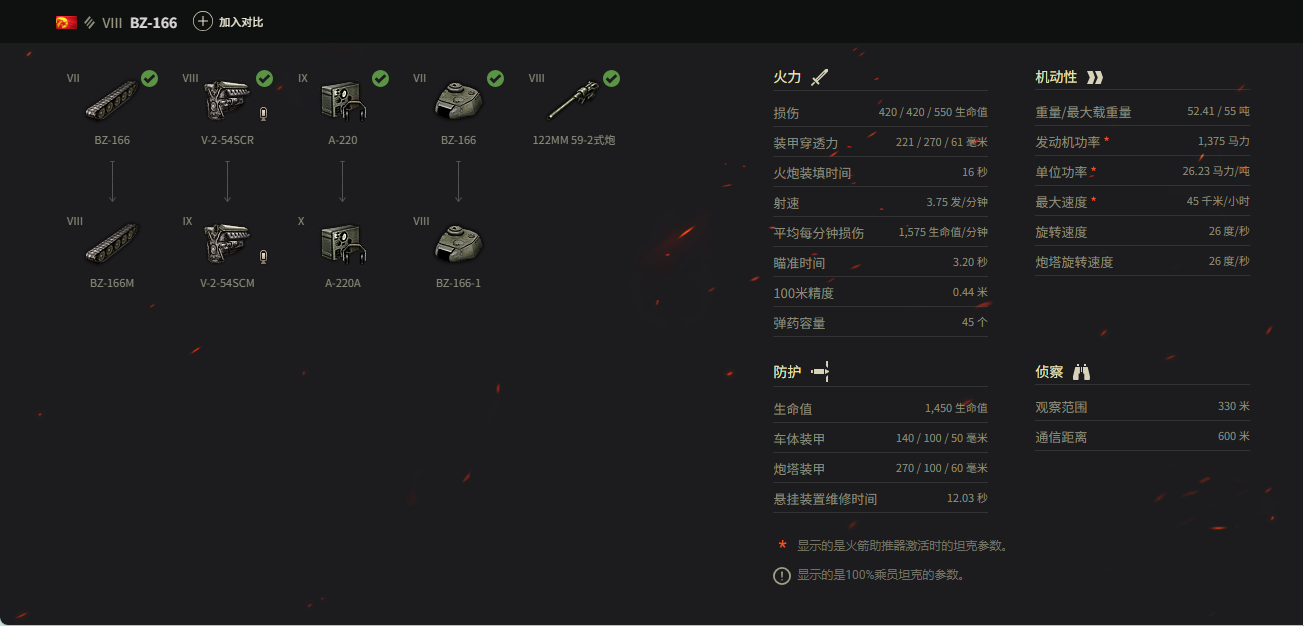 VIII BZ-166 加入对比
VII VIII IX VII VIII
BZ-166 V-2-54SCR A-220 BZ-166 122MM 59-2式炮
VIII IX X VIII
BZ-166M V-2-54SCM A-220A BZ-166-1
火力
损伤 420 / 420 / 550 生命值
装甲穿透力 221 / 270 / 61 毫米
火炮装填时间 16 秒
射速 3.75 发/分钟
平均每分钟损伤 1,575 生命值/分钟
瞄准时间 3.20 秒
100米精度 0.44 米
弹药容量 45 个
机动性
重量/最大载重量 52.41 / 55 吨
发动机功率 * 1,375 马力
单位功率 * 26.23 马力/吨
最大速度 * 45 千米/小时
旋转速度 26 度/秒
炮塔旋转速度 26 度/秒
防护
生命值 1,450 生命值
车体装甲 140 / 100 / 50 毫米
炮塔装甲 270 / 100 / 60 毫米
悬挂装置维修时间 12.03 秒
侦察
观察范围 330 米
通信距离 600 米
* 显示的是火箭助推器激活时的坦克参数。
显示的是100%乘员坦克的参数。